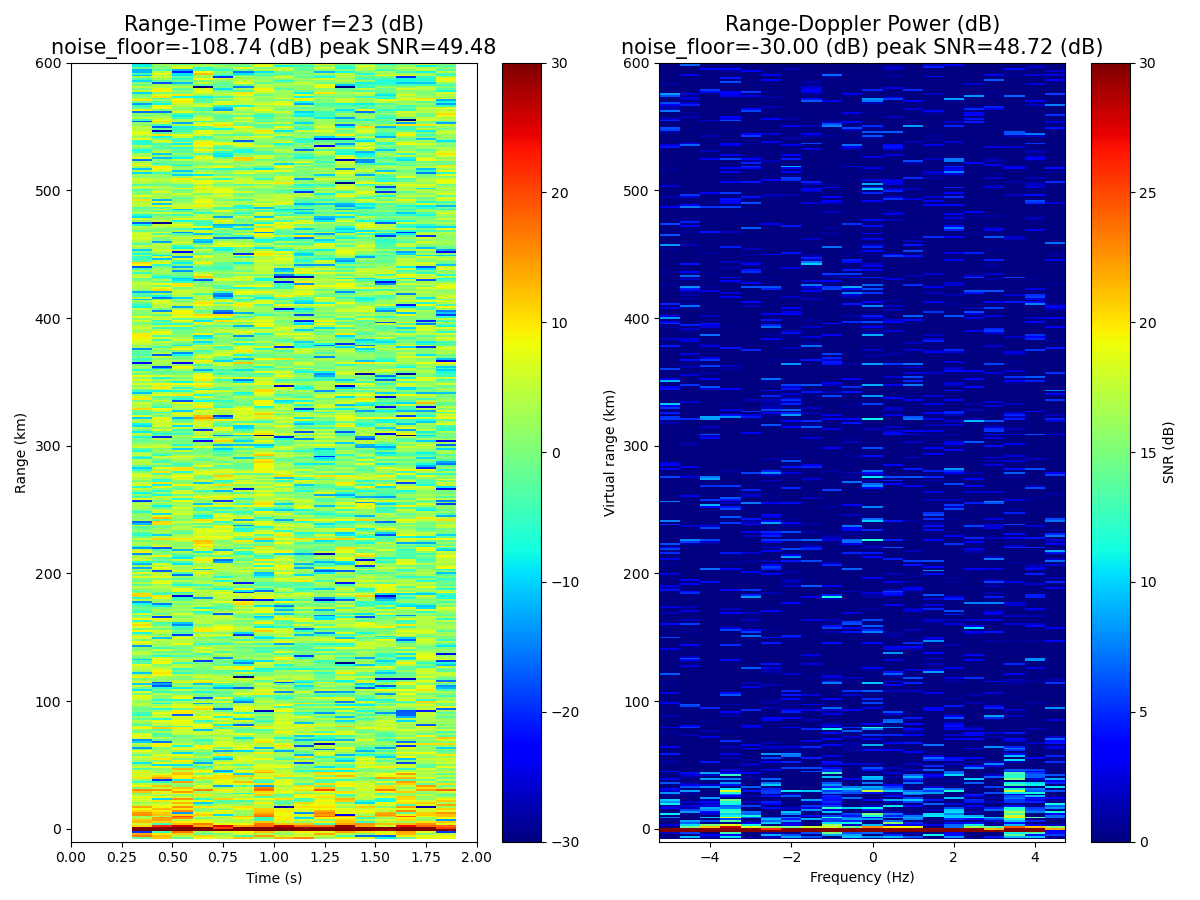 Range-Time Power f=23 (dB)
noise_floor=-108.74 (dB) peak SNR=49.48
Range (km)
600
500
400
300
200
100
0
0.00 0.25 0.50 0.75 1.00 1.25 1.50 1.75 2.00
Time (s)
30
20
10
0
−10
−20
−30
Range-Doppler Power (dB)
noise_floor=-30.00 (dB) peak SNR=48.72 (dB)
Virtual range (km)
600
500
400
300
200
100
0
−4 −2 0 2 4
Frequency (Hz)
30
25
20
15
10
5
0
SNR (dB)